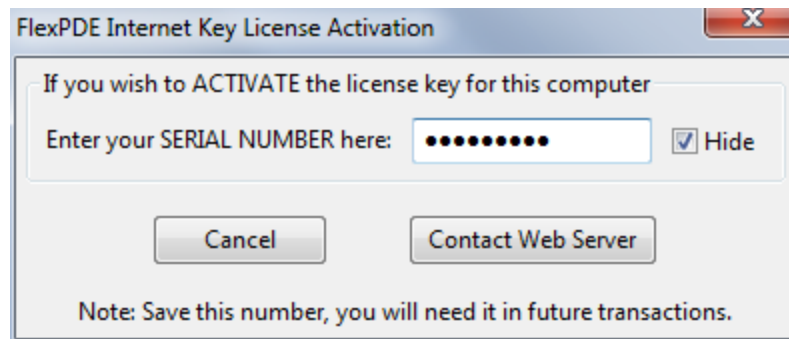 FlexPDE Internet Key License Activation
If you wish to ACTIVATE the license key for this computer
Enter your SERIAL NUMBER here: ●●●●●●●●● Hide
Cancel Contact Web Server
Note: Save this number, you will need it in future transactions.